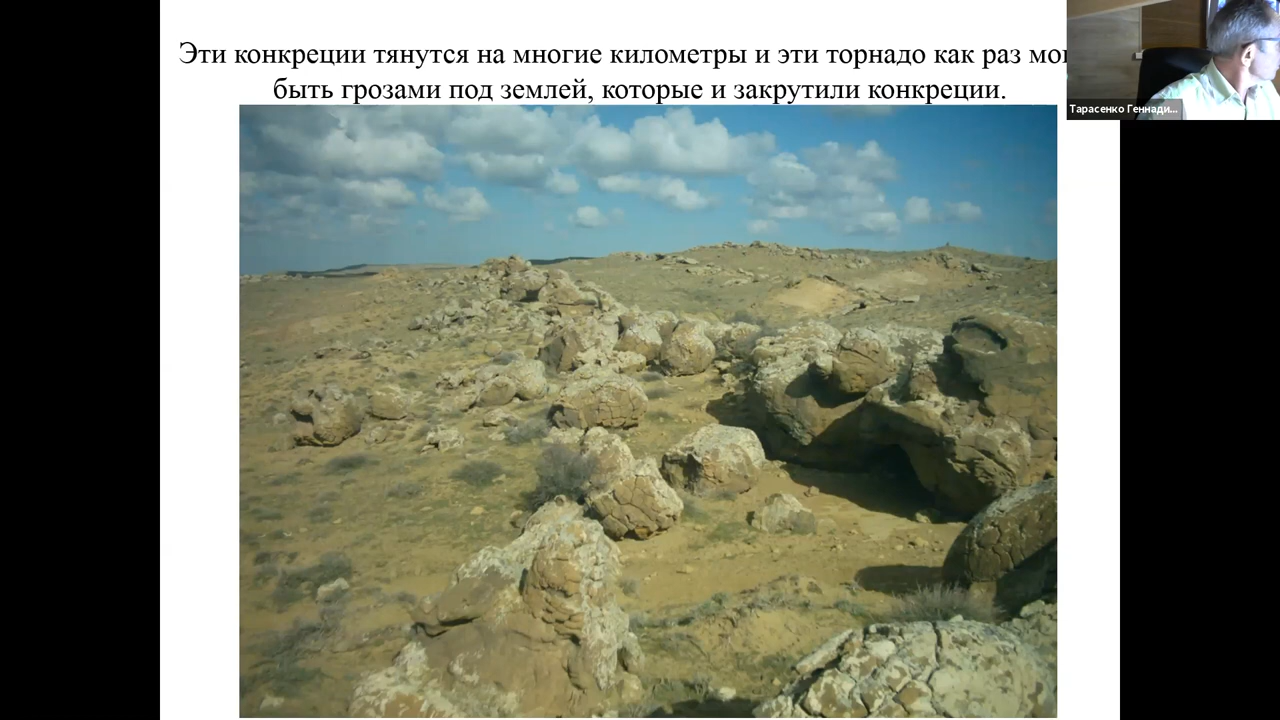 Эти конкреции тянутся на многие километры и эти торнадо как раз
быть грозами под землей, которые и закрутили конкреции.
Тарасенко Геннади...